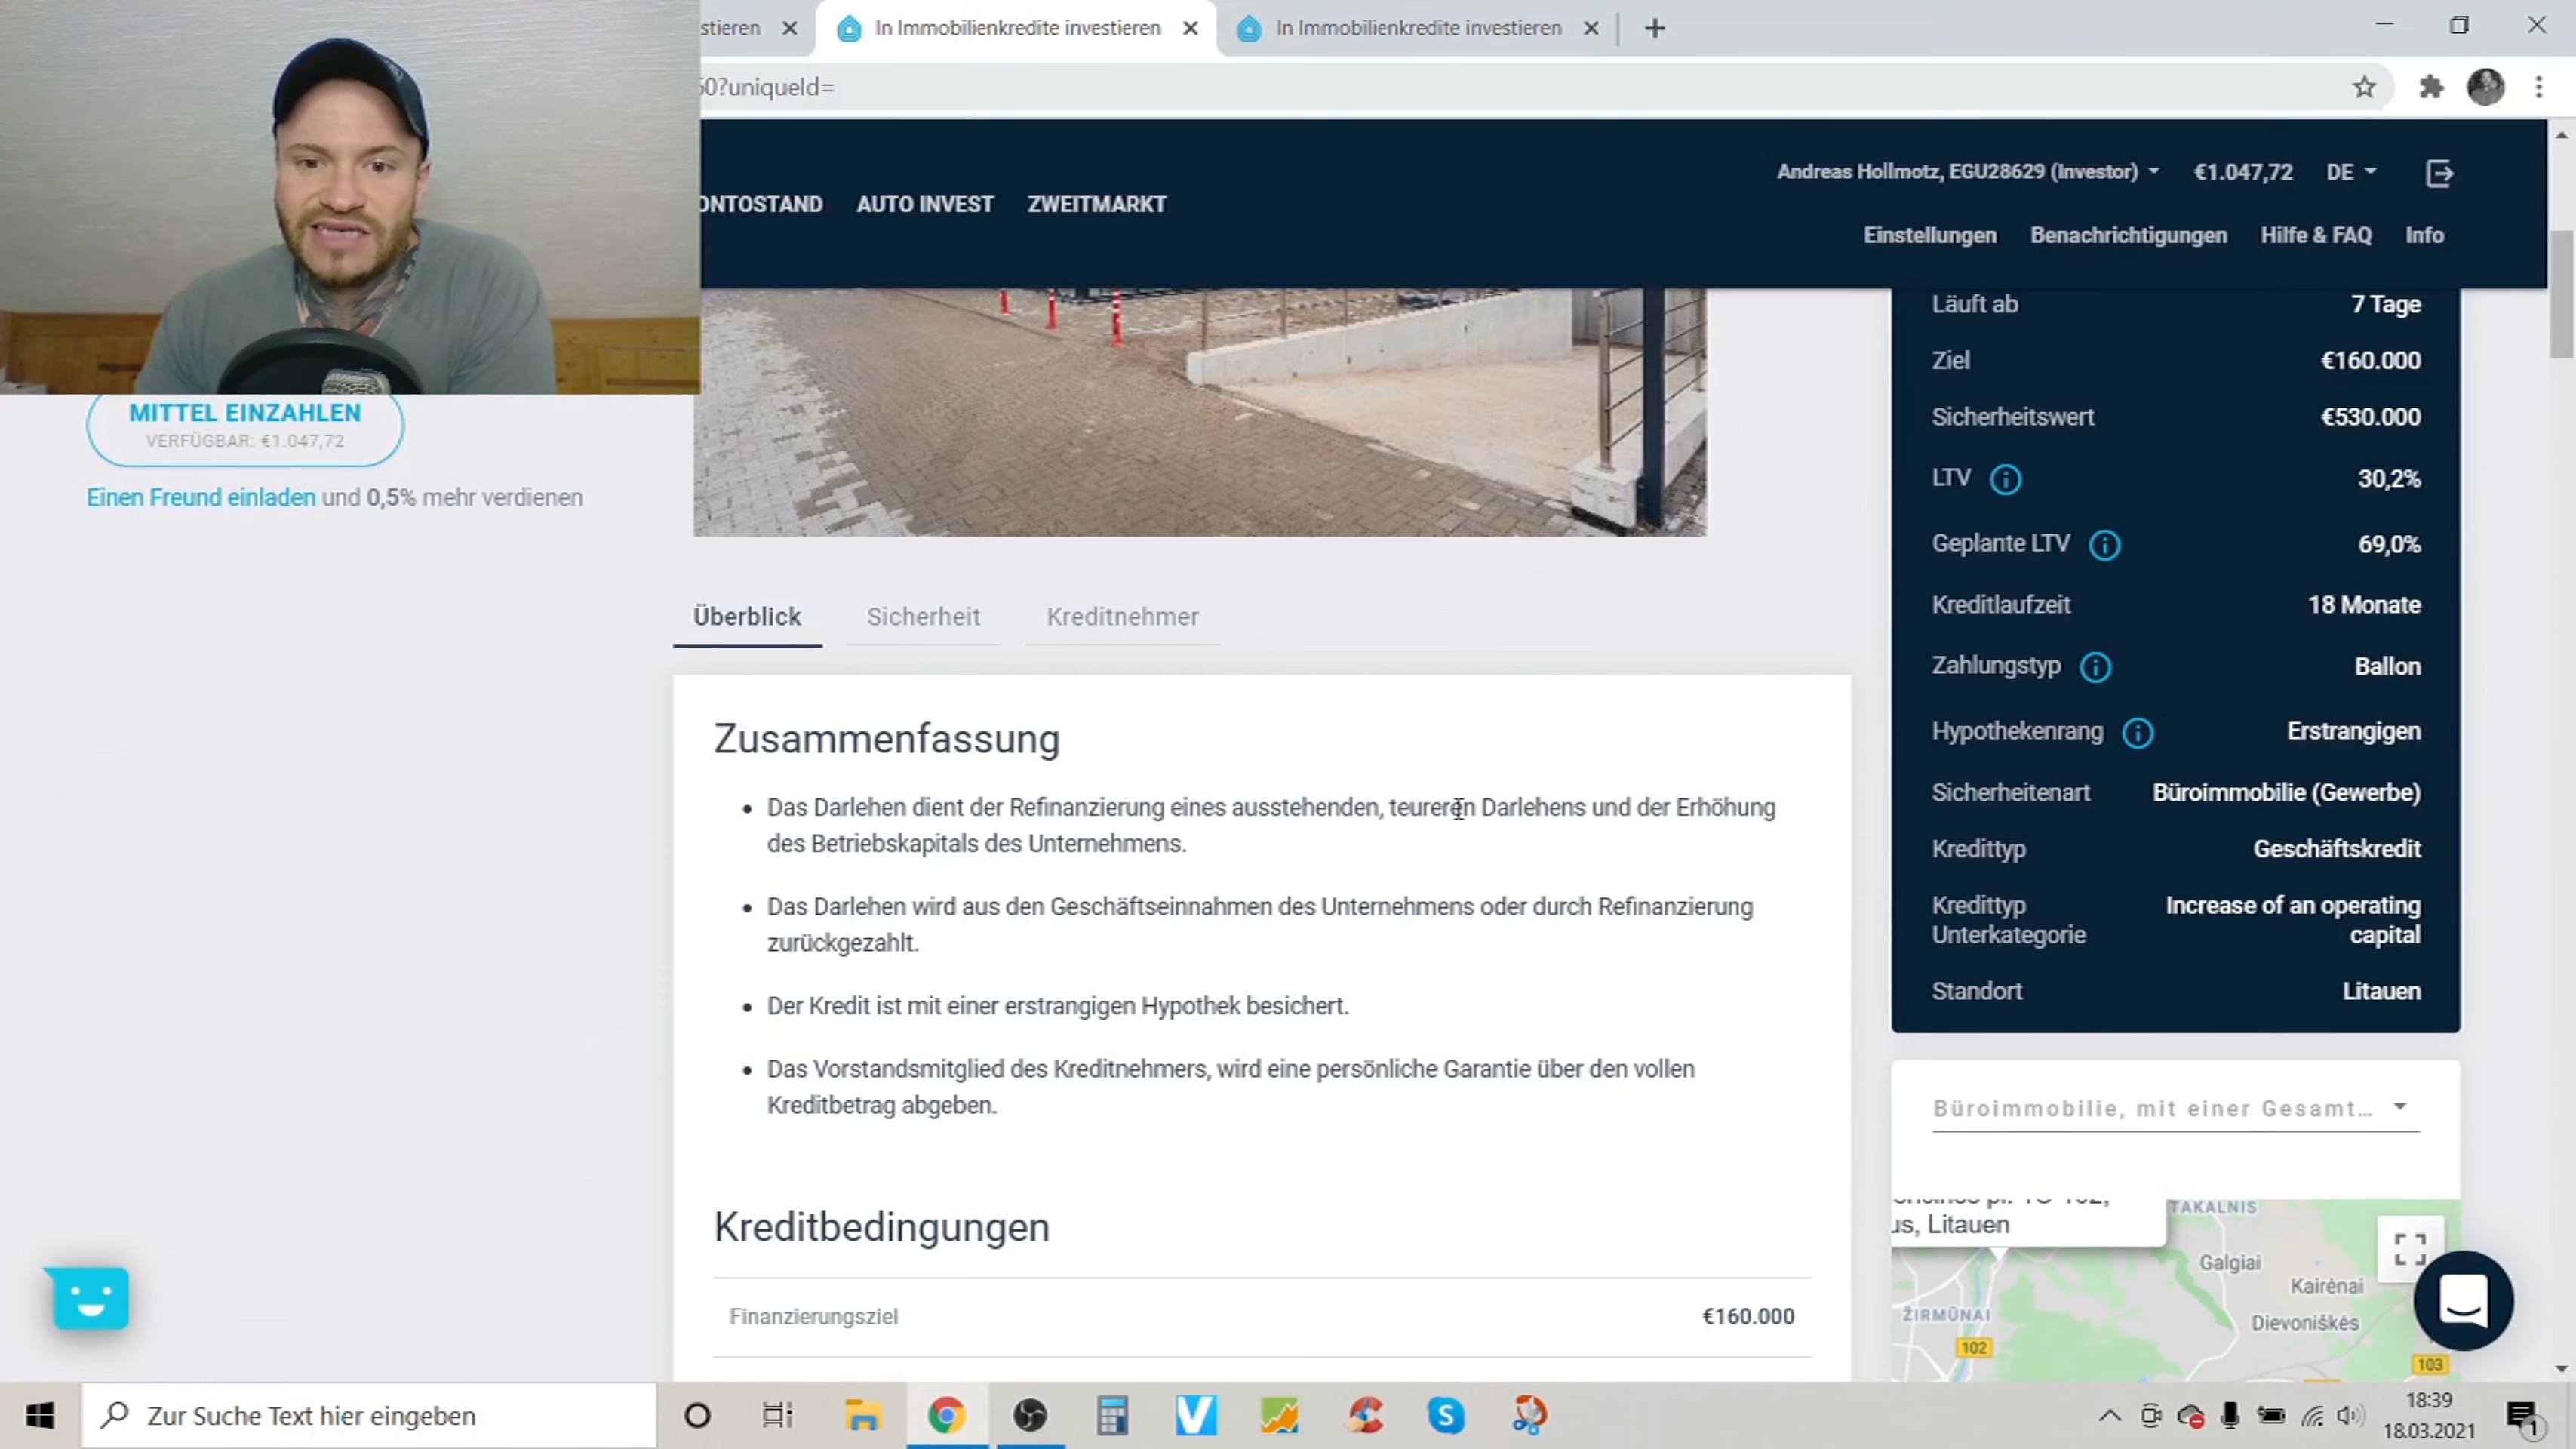 stieren
In Immobilienkredite investieren
In Immobilienkredite investieren
?uniqueId=
Andreas Hollmotz, EGU28629 (Investor)
€1.047,72
DE
ONTOSTAND
AUTO INVEST
ZWEITMARKT
Einstellungen
Benachrichtigungen
Hilfe & FAQ
Info
MITTEL EINZAHLEN
VERFÜGBAR: €1.047,72
Einen Freund einladen und 0,5% mehr verdienen
Läuft ab 7 Tage
Ziel €160.000
Sicherheitswert €530.000
LTV 30,2%
Geplante LTV 69,0%
Kreditlaufzeit 18 Monate
Zahlungstyp Ballon
Hypothekenrang Erstrangigen
Sicherheitenart Büroimmobilie (Gewerbe)
Kredittyp Geschäftskredit
Kredittyp Increase of an operating
Unterkategorie capital
Standort Litauen
Überblick
Sicherheit
Kreditnehmer
Zusammenfassung
• Das Darlehen dient der Refinanzierung eines ausstehenden, teureren Darlehens und der Erhöhung
des Betriebskapitals des Unternehmens.
• Das Darlehen wird aus den Geschäftseinnahmen des Unternehmens oder durch Refinanzierung
zurückgezahlt.
• Der Kredit ist mit einer erstrangigen Hypothek besichert.
• Das Vorstandsmitglied des Kreditnehmers, wird eine persönliche Garantie über den vollen
Kreditbetrag abgeben.
Kreditbedingungen
Finanzierungsziel €160.000
Büroimmobilie, mit einer Gesamt...
us, Litauen
TAKALNIS
Galgiai
Kairėnai
ŽIRMŪNAI
Dievoniškės
102
103
Zur Suche Text hier eingeben
18:39
18.03.2021
1